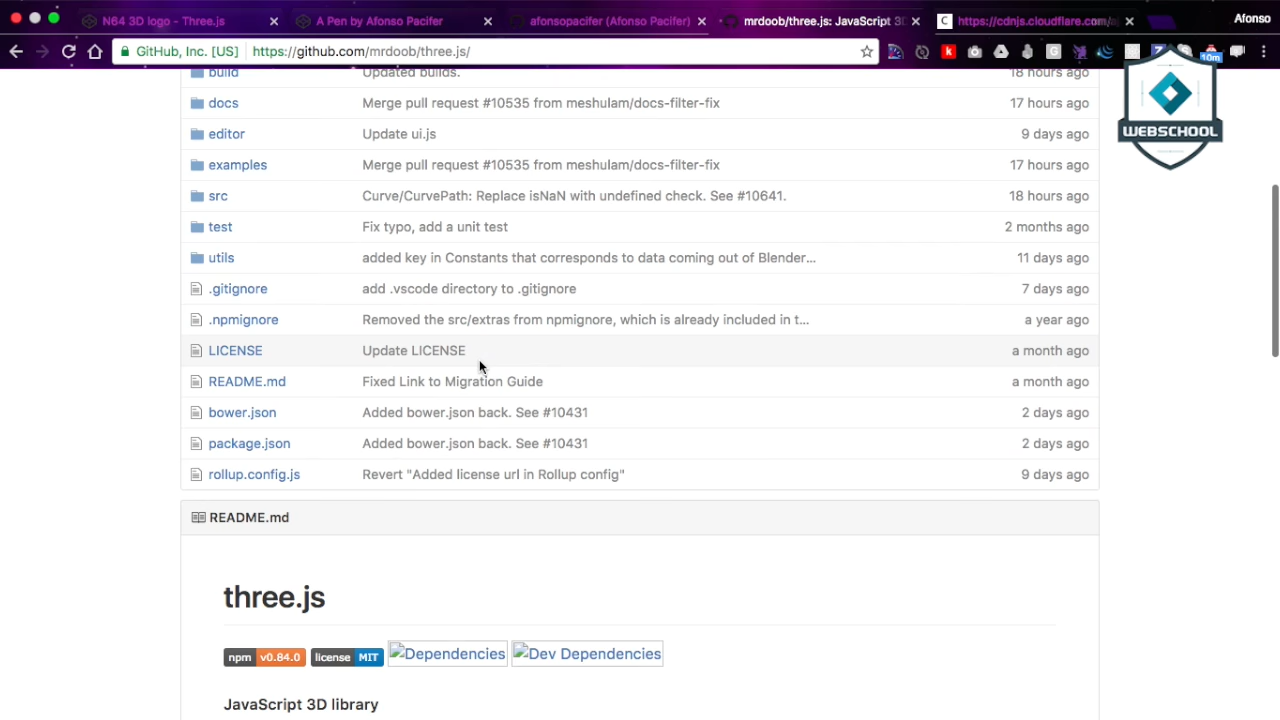 N64 3D logo - Three.js
A Pen by Afonso Pacifer
afonsopacifer (Afonso Pacifer)
mrdoob/three.js: JavaScript 3D
https://cdnjs.cloudflare.com/
Afonso
GitHub, Inc. [US]
https://github.com/mrdoob/three.js/
10m
WEBSCHOOL
build Updated builds. 18 hours ago
docs Merge pull request #10535 from meshulam/docs-filter-fix 17 hours ago
editor Update ui.js 9 days ago
examples Merge pull request #10535 from meshulam/docs-filter-fix 17 hours ago
src Curve/CurvePath: Replace isNaN with undefined check. See #10641. 18 hours ago
test Fix typo, add a unit test 2 months ago
utils added key in Constants that corresponds to data coming out of Blender... 11 days ago
.gitignore add .vscode directory to .gitignore 7 days ago
.npmignore Removed the src/extras from npmignore, which is already included in t... a year ago
LICENSE Update LICENSE a month ago
README.md Fixed Link to Migration Guide a month ago
bower.json Added bower.json back. See #10431 2 days ago
package.json Added bower.json back. See #10431 2 days ago
rollup.config.js Revert "Added license url in Rollup config" 9 days ago
README.md
three.js
npm v0.84.0 license MIT Dependencies Dev Dependencies
JavaScript 3D library